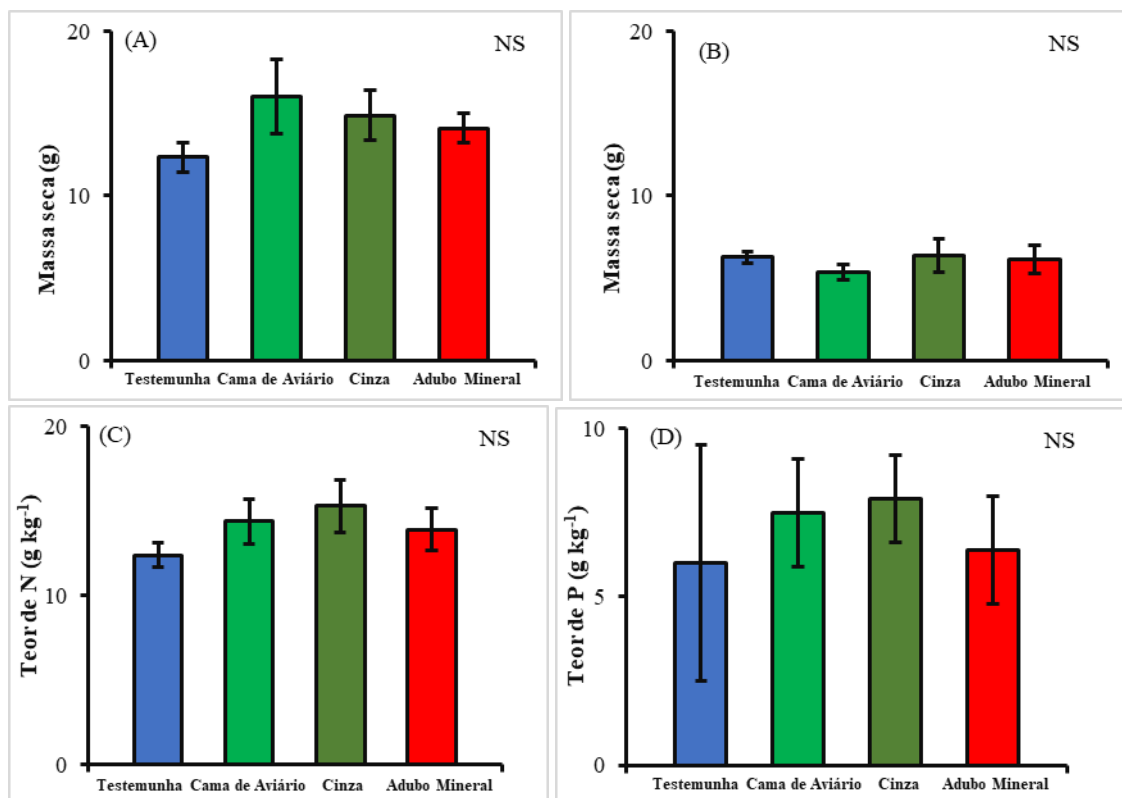 (A)
NS
Massa seca (g)
20
10
0
Testemunha Cama de Aviário Cinza Adubo Mineral
(B)
NS
Massa seca (g)
20
10
0
Testemunha Cama de Aviário Cinza Adubo Mineral
(C)
NS
Teor de N (g kg⁻¹)
20
10
0
Testemunha Cama de Aviário Cinza Adubo Mineral
(D)
NS
Teor de P (g kg⁻¹)
10
5
0
Testemunha Cama de Aviário Cinza Adubo Mineral